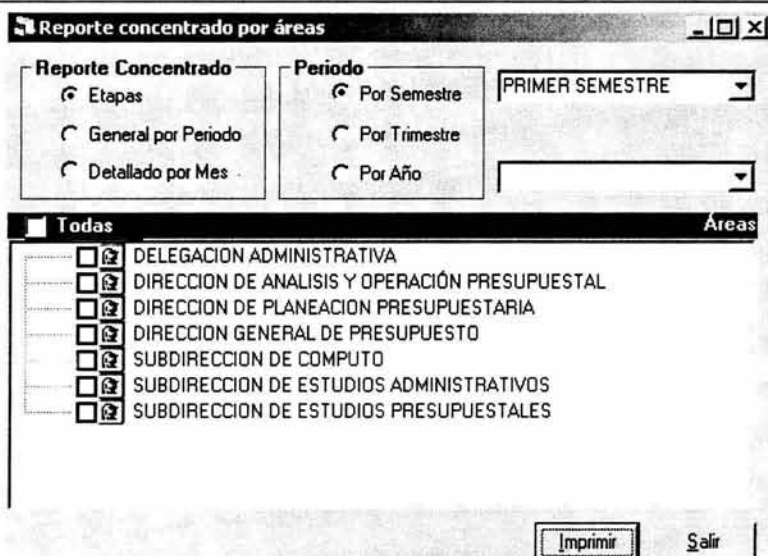 Reporte concentrado por áreas
Reporte Concentrado
Etapas
General por Periodo
Detallado por Mes
Periodo
Por Semestre
Por Trimestre
Por Año
PRIMER SEMESTRE
Todas
Áreas
DELEGACION ADMINISTRATIVA
DIRECCION DE ANALISIS Y OPERACIÓN PRESUPUESTAL
DIRECCION DE PLANEACION PRESUPUESTARIA
DIRECCION GENERAL DE PRESUPUESTO
SUBDIRECCION DE COMPUTO
SUBDIRECCION DE ESTUDIOS ADMINISTRATIVOS
SUBDIRECCION DE ESTUDIOS PRESUPUESTALES
Imprimir
Salir